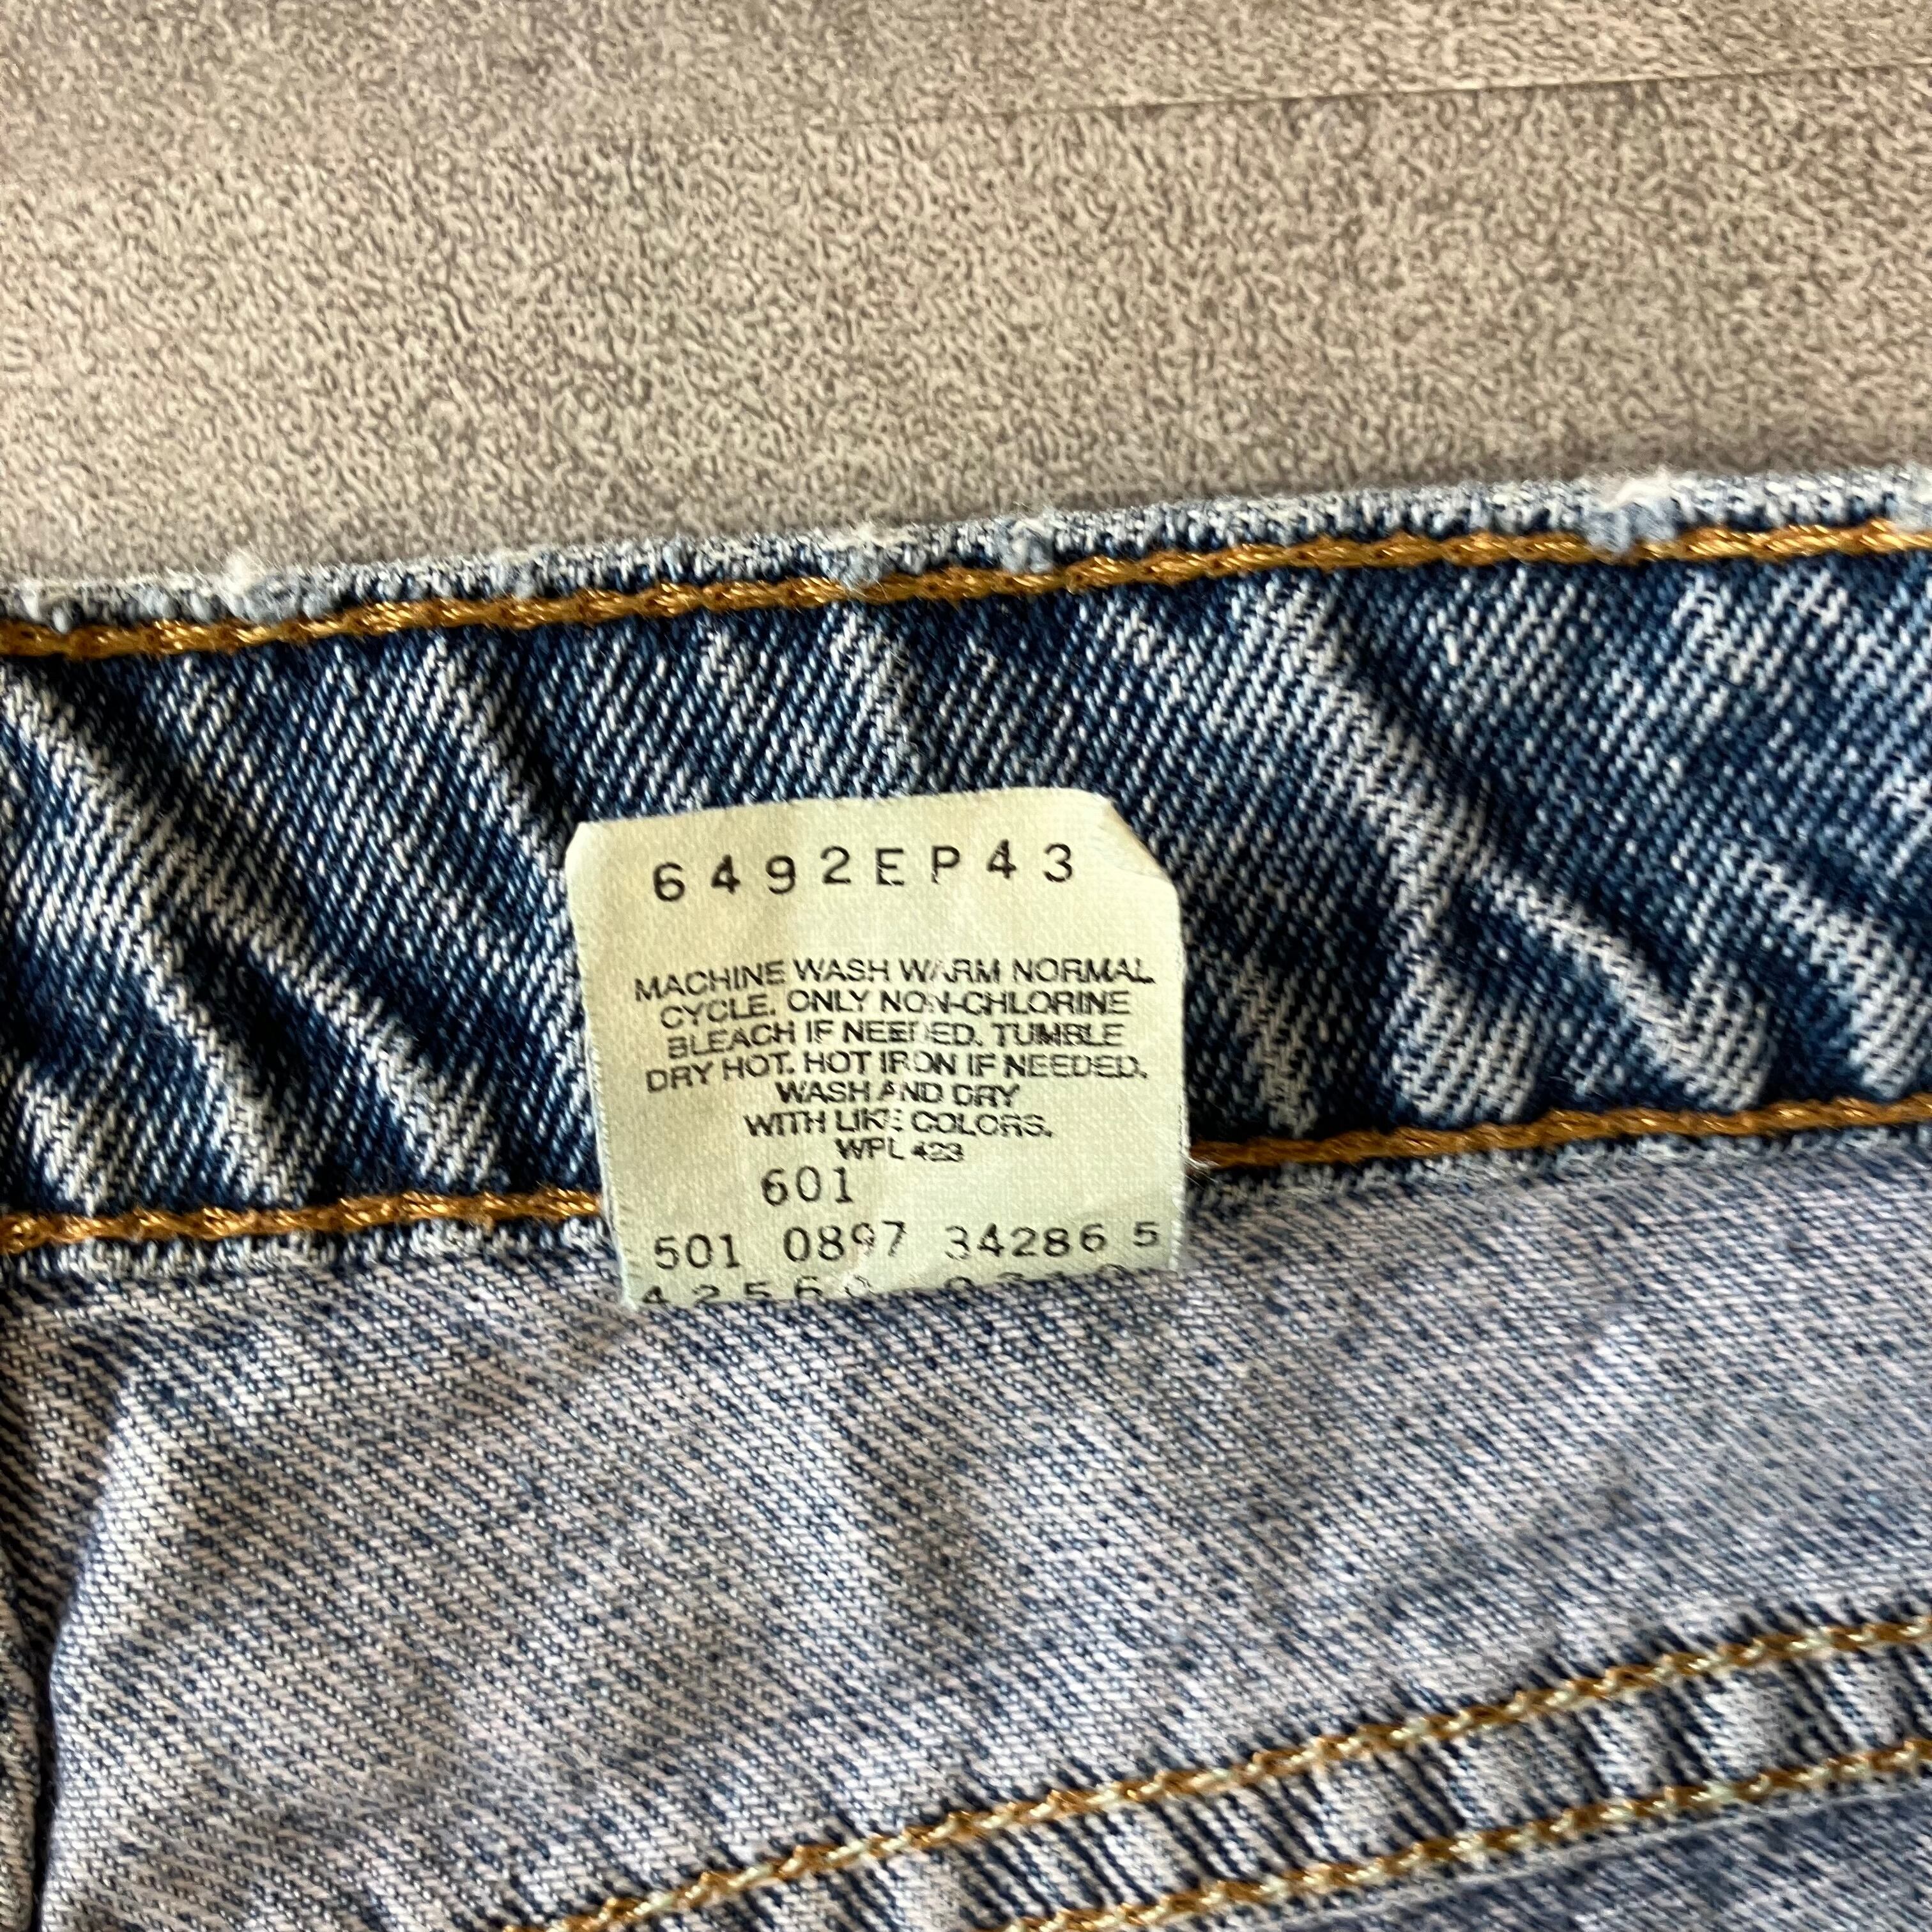 6492EP43
MACHINE WASH WARM NORMAL
CYCLE. ONLY NON-CHLORINE
BLEACH IF NEEDED. TUMBLE
DRY HOT. HOT IRON IF NEEDED.
WASH AND DRY
WITH LIKE COLORS.
WPL 423
601
501 0897 34286 5